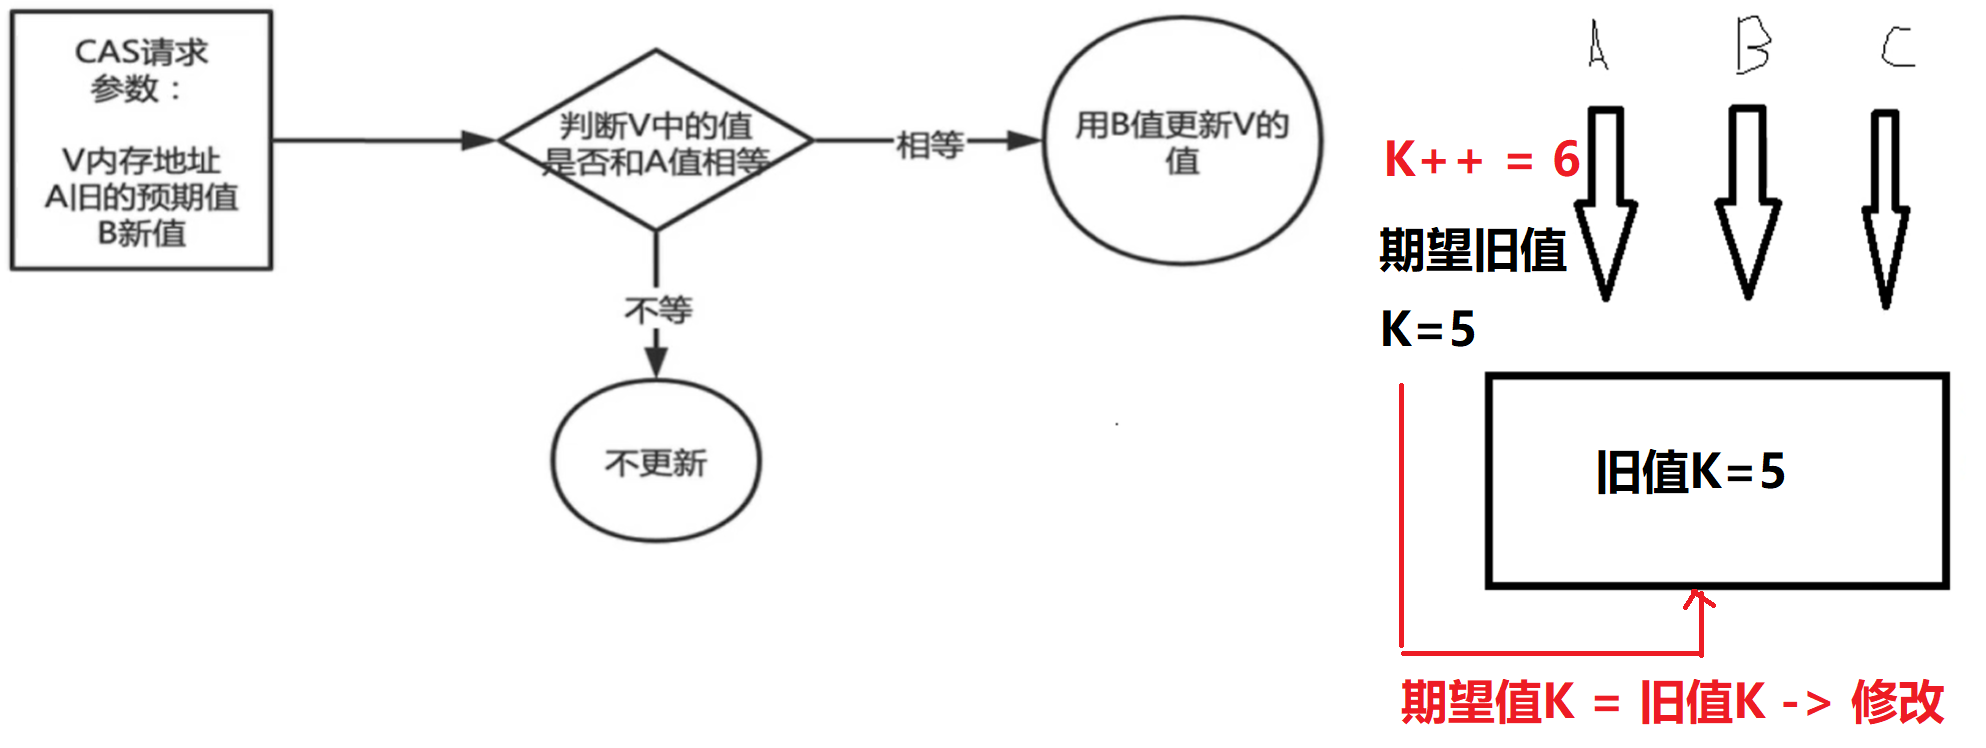 CAS请求
参数：
V内存地址
A旧的预期值
B新值
判断V中的值
是否和A值相等
相等
用B值更新V的
值
不等
不更新
A B C
K++ = 6
期望旧值
K=5
旧值K=5
期望值K = 旧值K -> 修改